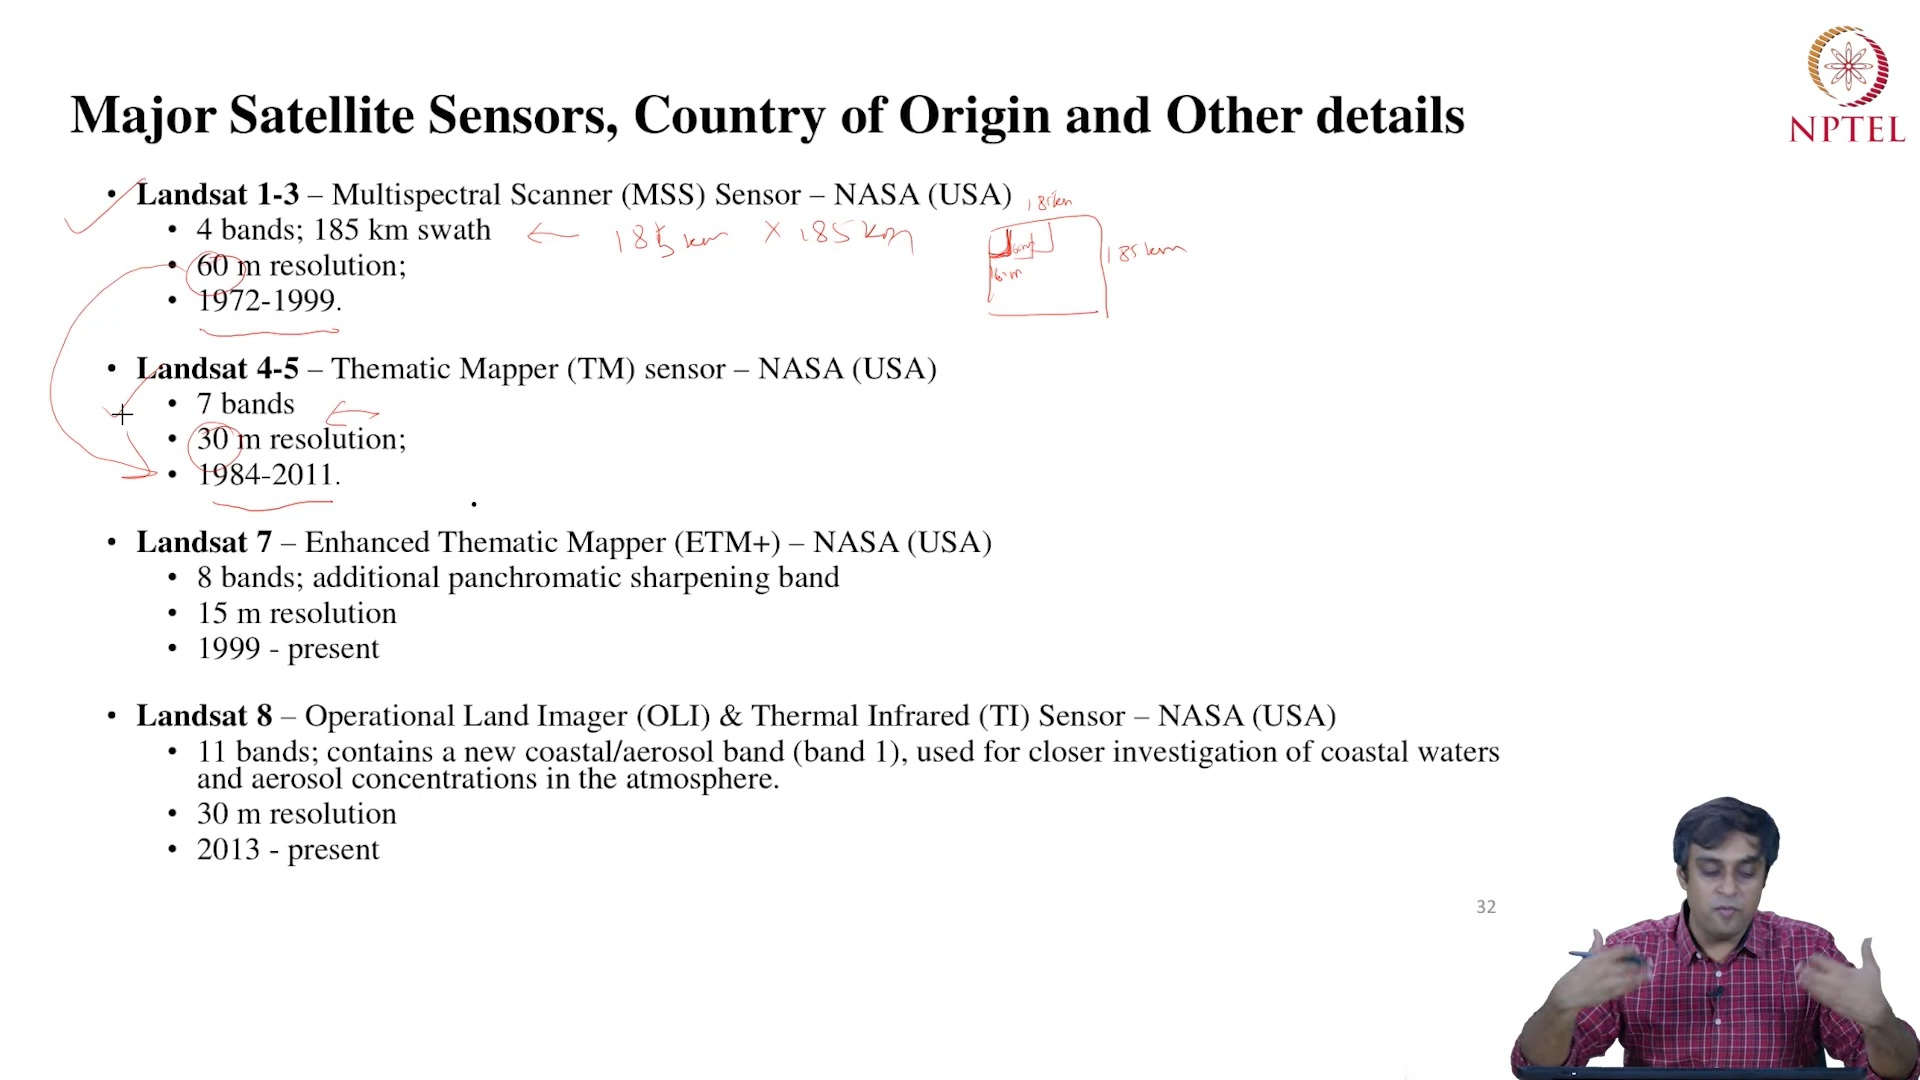 Major Satellite Sensors, Country of Origin and Other details
NPTEL
• Landsat 1-3 – Multispectral Scanner (MSS) Sensor – NASA (USA)
185km
• 4 bands; 185 km swath
185 km × 185 km
185 km
• 60 m resolution;
60m
• 1972-1999.
• Landsat 4-5 – Thematic Mapper (TM) sensor – NASA (USA)
• 7 bands
• 30 m resolution;
• 1984-2011.
• Landsat 7 – Enhanced Thematic Mapper (ETM+) – NASA (USA)
• 8 bands; additional panchromatic sharpening band
• 15 m resolution
• 1999 - present
• Landsat 8 – Operational Land Imager (OLI) & Thermal Infrared (TI) Sensor – NASA (USA)
• 11 bands; contains a new coastal/aerosol band (band 1), used for closer investigation of coastal waters
and aerosol concentrations in the atmosphere.
• 30 m resolution
• 2013 - present
32